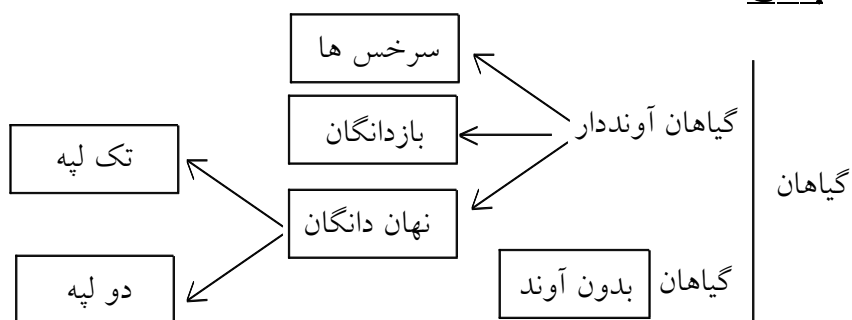 سرخس ها
گیاهان آونددار
بازدانگان
تک لپه
گیاهان
نهان دانگان
گیاهان بدون آوند
دو لپه